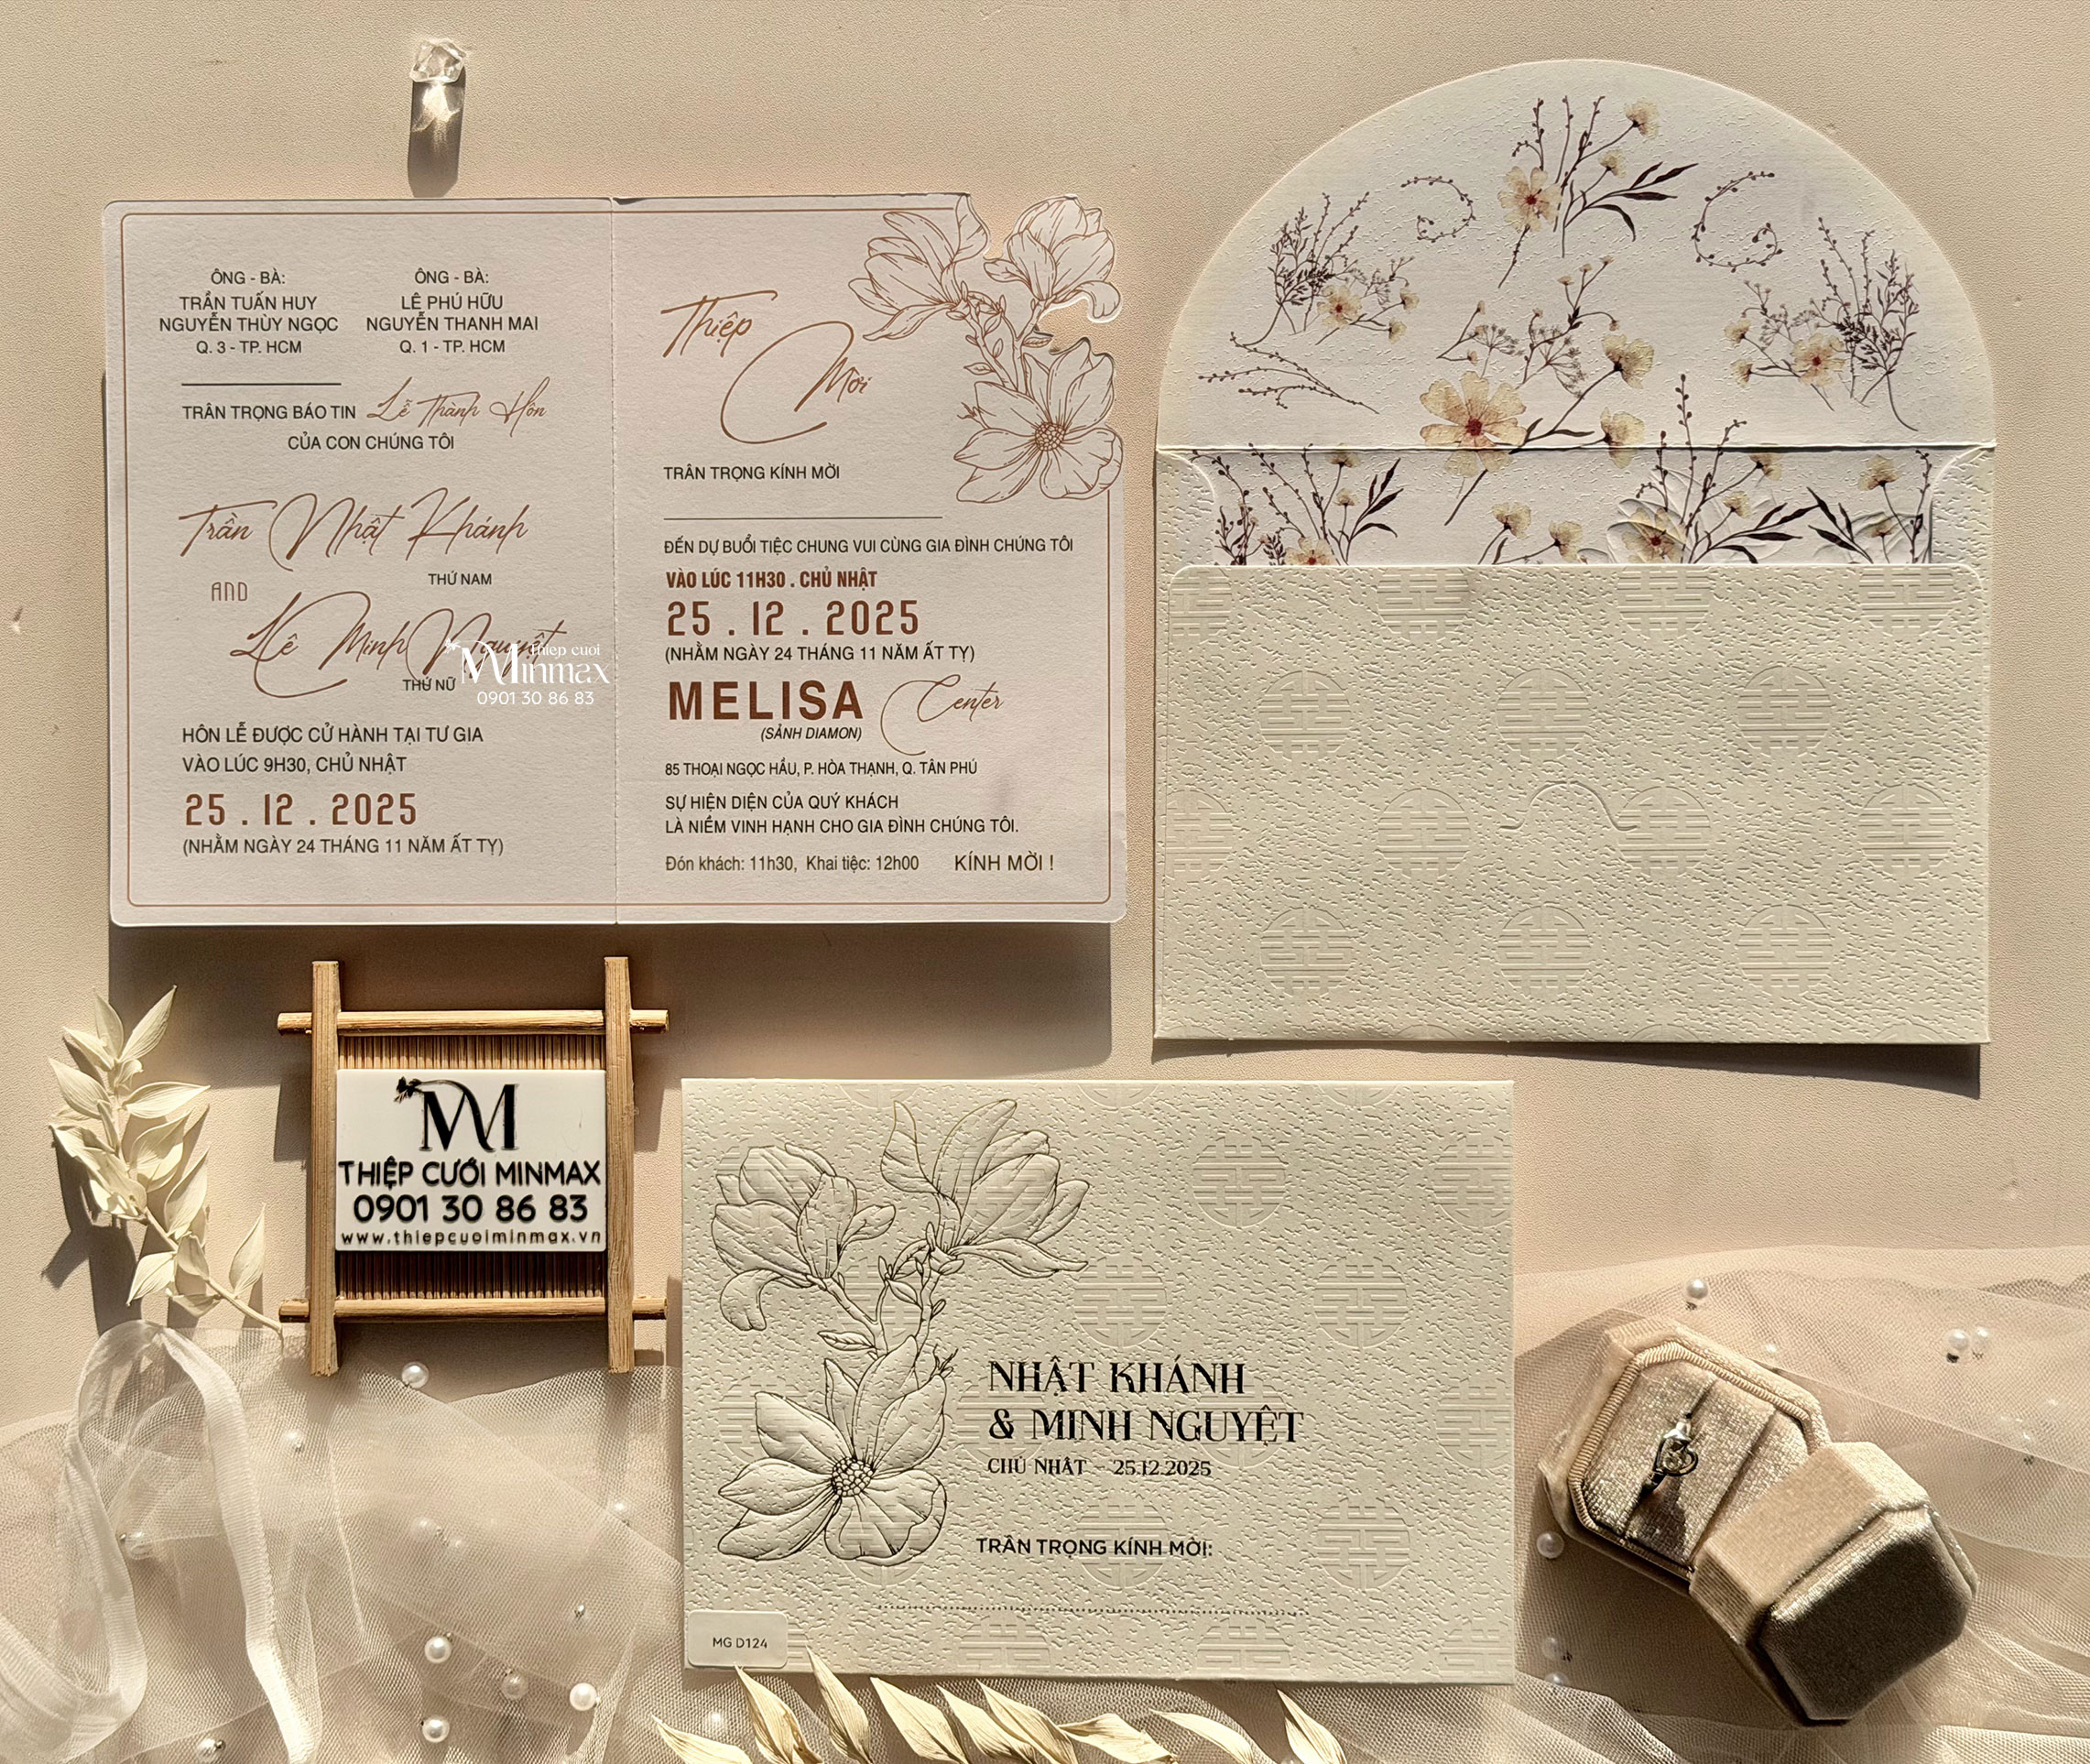 ÔNG - BÀ:
TRẦN TUẤN HUY
NGUYỄN THÙY NGỌC
Q. 3 - TP. HCM
ÔNG - BÀ:
LÊ PHÚ HỮU
NGUYỄN THANH MAI
Q. 1 - TP. HCM
TRÂN TRỌNG BÁO TIN Lễ Thành Hôn
CỦA CON CHÚNG TÔI
Trần Nhật Khánh
THỨ NAM
AND
Lê Minh Nguyệt
THỨ NỮ
Thiệp cưới
Minmax
0901 30 86 83
HÔN LỄ ĐƯỢC CỬ HÀNH TẠI TƯ GIA
VÀO LÚC 9H30, CHỦ NHẬT
25 . 12 . 2025
(NHẰM NGÀY 24 THÁNG 11 NĂM ẤT TỴ)
Thiệp
Mời
TRÂN TRỌNG KÍNH MỜI
ĐẾN DỰ BUỔI TIỆC CHUNG VUI CÙNG GIA ĐÌNH CHÚNG TÔI
VÀO LÚC 11H30 . CHỦ NHẬT
25 . 12 . 2025
(NHẰM NGÀY 24 THÁNG 11 NĂM ẤT TỴ)
MELISA Center
(SẢNH DIAMON)
85 THOẠI NGỌC HẦU, P. HÒA THẠNH, Q. TÂN PHÚ
SỰ HIỆN DIỆN CỦA QUÝ KHÁCH
LÀ NIỀM VINH HẠNH CHO GIA ĐÌNH CHÚNG TÔI.
Đón khách: 11h30, Khai tiệc: 12h00 KÍNH MỜI !
M
THIỆP CƯỚI MINMAX
0901 30 86 83
www.thiepcuoiminmax.vn
NHẬT KHÁNH
& MINH NGUYỆT
CHỦ NHẬT - 25.12.2025
TRÂN TRỌNG KÍNH MỜI:
MG D124